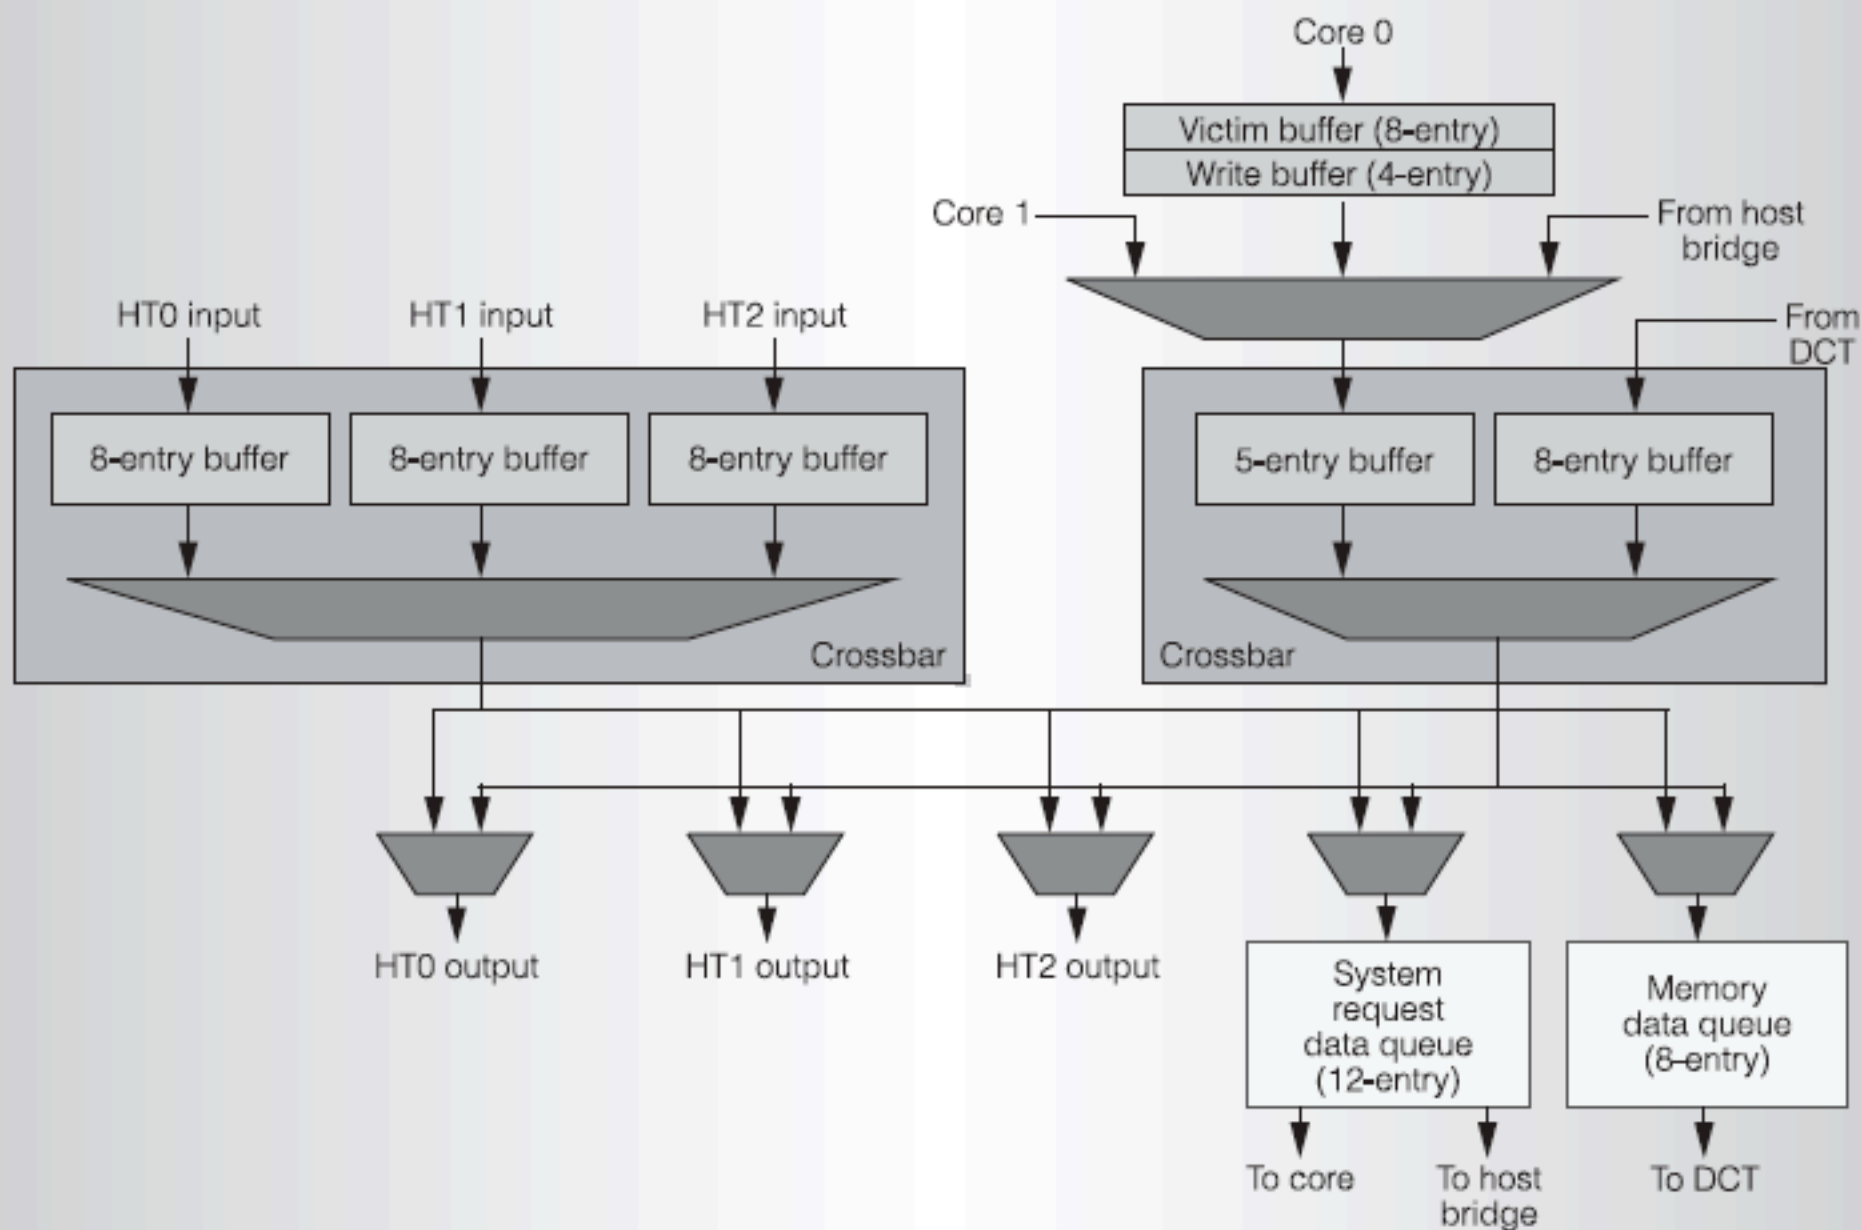 Core 0
Victim buffer (8-entry)
Write buffer (4-entry)
Core 1
From host
bridge
HT0 input
HT1 input
HT2 input
From
DCT
8-entry buffer
8-entry buffer
8-entry buffer
5-entry buffer
8-entry buffer
Crossbar
Crossbar
HT0 output
HT1 output
HT2 output
System
request
data queue
(12-entry)
Memory
data queue
(8-entry)
To core
To host
bridge
To DCT